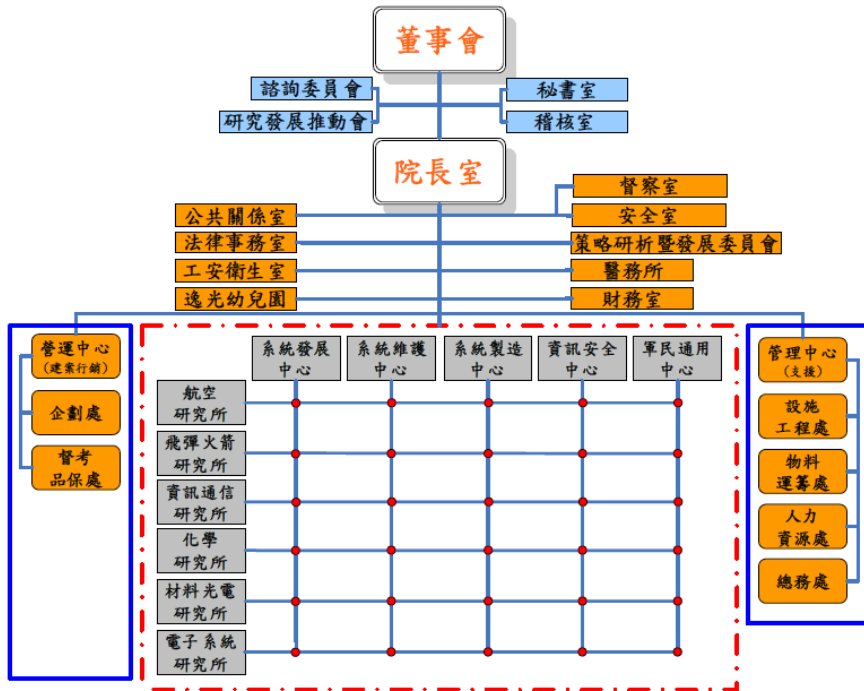 董事會
諮詢委員會
秘書室
研究發展推動會
稽核室
院長室
督察室
公共關係室
安全室
法律事務室
策略研析暨發展委員會
工安衛生室
醫務所
逸光幼兒園
財務室
營運中心
(建案行銷)
企劃處
督考
品保處
系統發展
中心
系統維護
中心
系統製造
中心
資訊安全
中心
軍民通用
中心
航空
研究所
飛彈火箭
研究所
資訊通信
研究所
化學
研究所
材料光電
研究所
電子系統
研究所
管理中心
(支援)
設施
工程處
物料
運籌處
人力
資源處
總務處